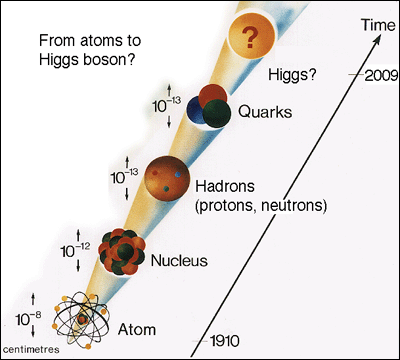 From atoms to
Higgs boson?
Time
?
Higgs?
2009
10⁻¹³
Quarks
10⁻¹³
Hadrons
(protons, neutrons)
10⁻¹²
Nucleus
10⁻⁸
Atom
1910
centimetres